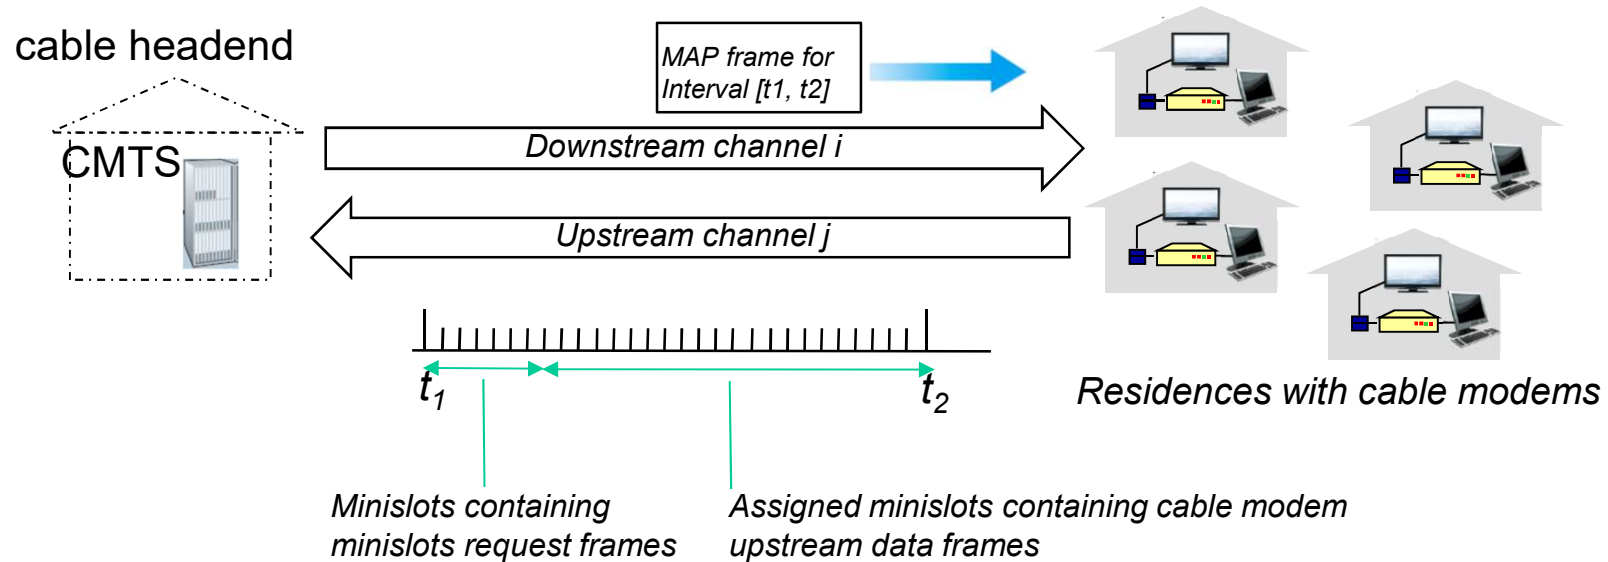 cable headend
CMTS
MAP frame for
Interval [t1, t2]
Downstream channel i
Upstream channel j
t1
t2
Residences with cable modems
Minislots containing
minislots request frames
Assigned minislots containing cable modem
upstream data frames